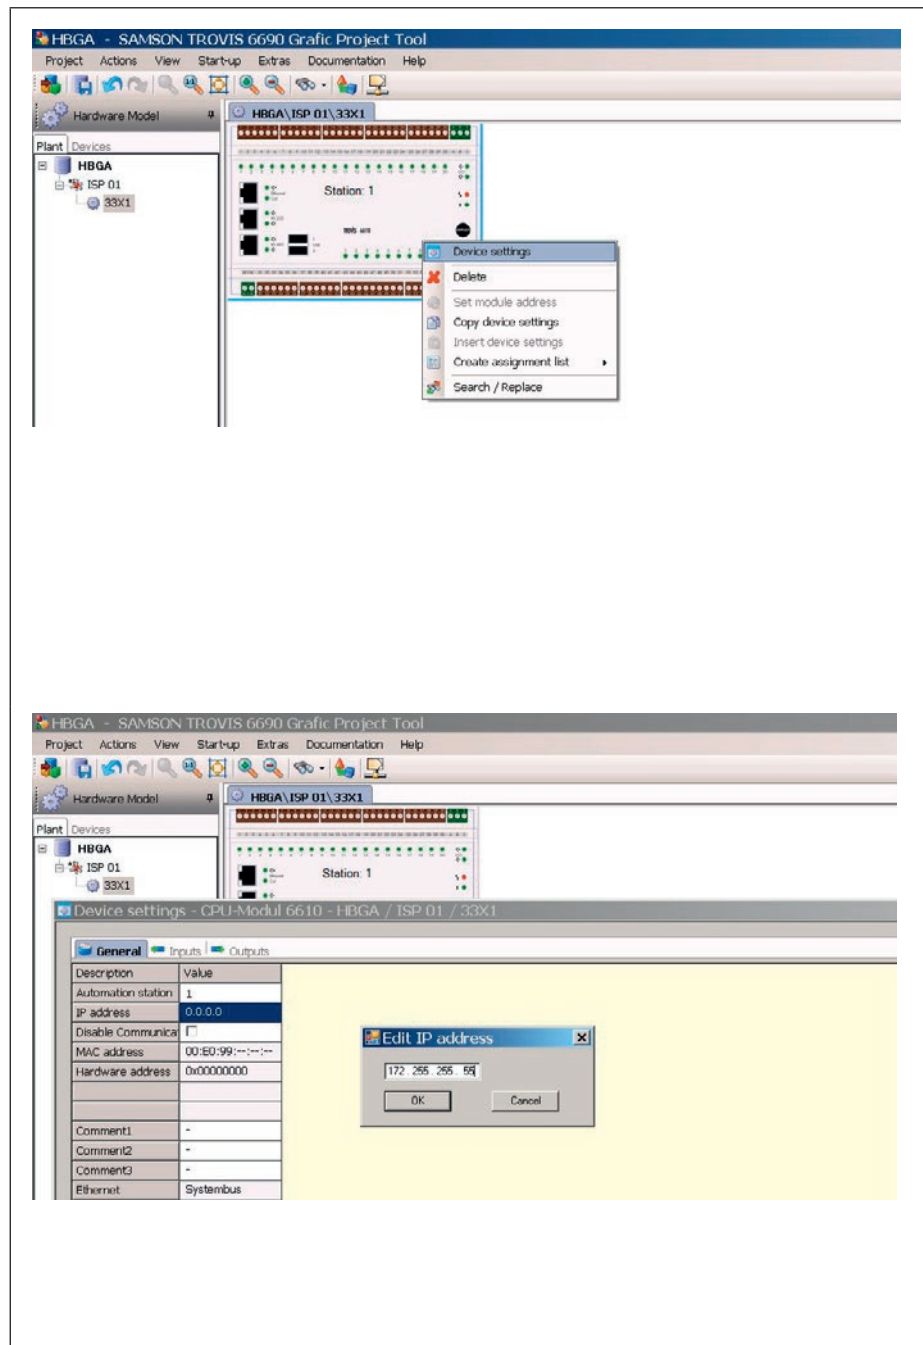 HBGA - SAMSON TROVIS 6690 Grafic Project Tool
Project Actions View Start-up Extras Documentation Help
Hardware Model
HBGA\ISP 01\33X1
Plant Devices
HBGA
ISP 01
33X1
Station: 1
Device settings
Delete
Set module address
Copy device settings
Insert device settings
Create assignment list
Search / Replace
HBGA - SAMSON TROVIS 6690 Grafic Project Tool
Project Actions View Start-up Extras Documentation Help
Hardware Model
HBGA\ISP 01\33X1
Plant Devices
HBGA
ISP 01
33X1
Station: 1
Device settings - CPU-Modul 6610 - HBGA / ISP 01 / 33X1
General Inputs Outputs
Description Value
Automation station 1
IP address 0.0.0.0
Disable Communica
MAC address 00:E0:99:--:--:--
Hardware address 0x00000000
Comment1 -
Comment2 -
Comment3 -
Ethernet Systembus
Edit IP address
172 . 255 . 255 . 55
OK Cancel